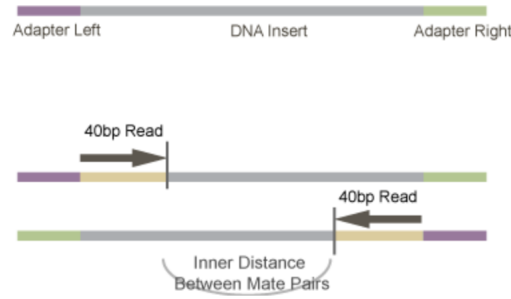 Adapter Left DNA Insert Adapter Right
40bp Read
40bp Read
Inner Distance
Between Mate Pairs